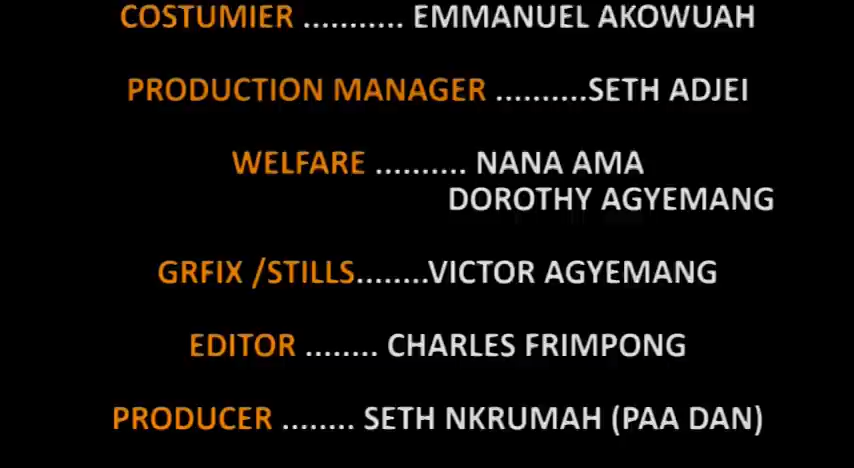 COSTUMIER ........... EMMANUEL AKOWUAH
PRODUCTION MANAGER ..........SETH ADJEI
WELFARE .......... NANA AMA
DOROTHY AGYEMANG
GRFIX /STILLS........VICTOR AGYEMANG
EDITOR ........ CHARLES FRIMPONG
PRODUCER ........ SETH NKRUMAH (PAA DAN)